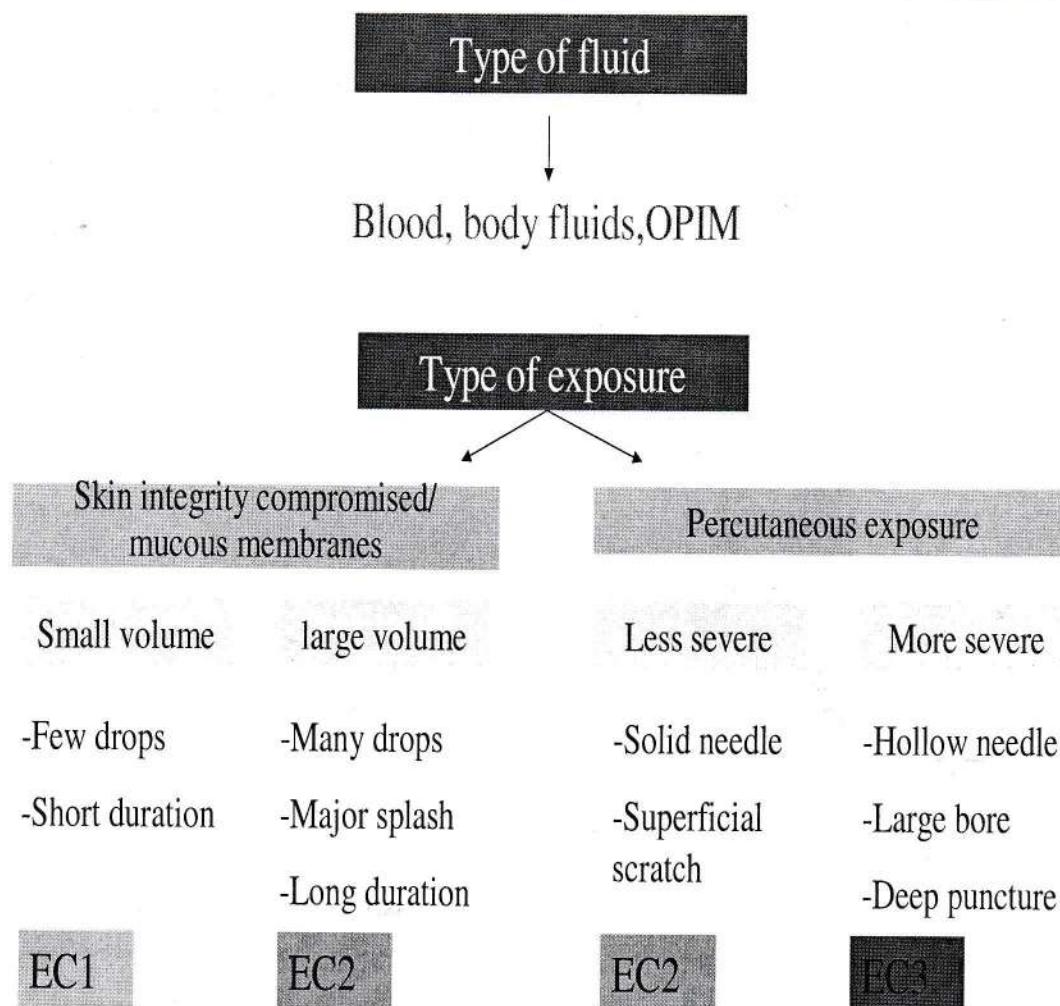 Type of fluid
Blood, body fluids,OPIM
Type of exposure
Skin integrity compromised/
mucous membranes
Percutaneous exposure
Small volume
large volume
Less severe
More severe
-Few drops
-Many drops
-Solid needle
-Hollow needle
-Short duration
-Major splash
-Superficial
scratch
-Large bore
-Long duration
-Deep puncture
EC1
EC2
EC2
EC3